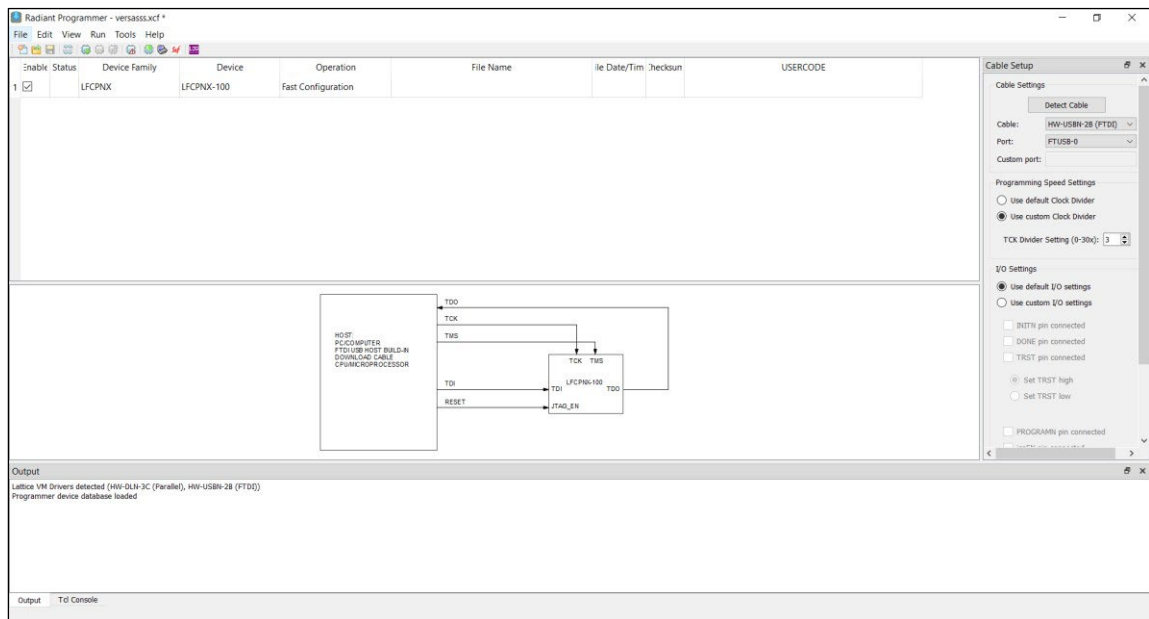 Radiant Programmer - versasss.xcf *
File Edit View Run Tools Help
Enable Status Device Family Device Operation File Name ile Date/Tim Checksun USERCODE
1 LFCPNX LFCPNX-100 Fast Configuration
Cable Setup
Cable Settings
Detect Cable
Cable: HW-USBN-2B (FTDI)
Port: FTUSB-0
Custom port:
Programming Speed Settings
Use default Clock Divider
Use custom Clock Divider
TCK Divider Setting (0-30x): 3
I/O Settings
Use default I/O settings
Use custom I/O settings
INITN pin connected
DONE pin connected
TRST pin connected
Set TRST high
Set TRST low
PROGRAMN pin connected
TDO
TCK
TMS
HOST:
PC/COMPUTER
FTDI USB HOST BUILD-IN
DOWNLOAD CABLE
CPU/MICROPROCESSOR
TCK TMS
LFCPNX-100
TDI
TDI TDO
RESET
JTAG_EN
Output
Lattice VM Drivers detected (HW-DLN-3C (Parallel), HW-USBN-2B (FTDI))
Programmer device database loaded
Output Tcl Console